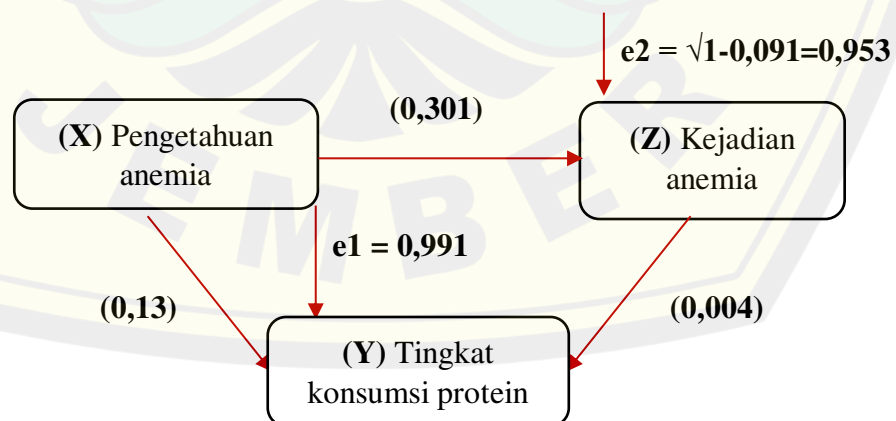 e2 = √1-0,091=0,953
(0,301)
(X) Pengetahuan
anemia
(Z) Kejadian
anemia
e1 = 0,991
(0,13)
(0,004)
(Y) Tingkat
konsumsi protein
JEMBER